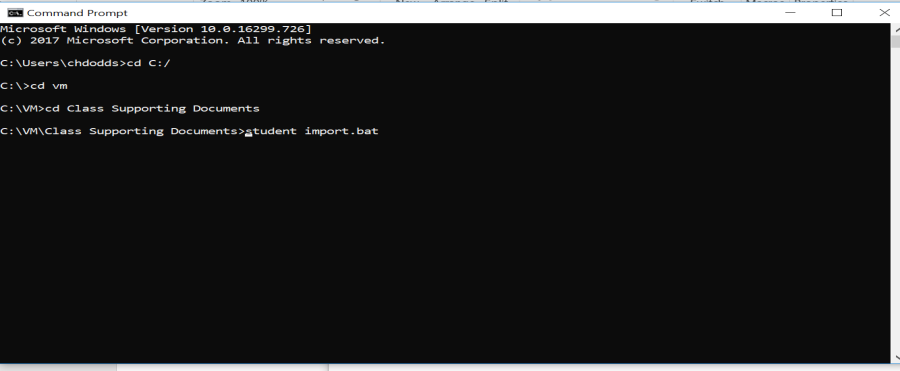 Command Prompt
Microsoft Windows [Version 10.0.16299.726]
(c) 2017 Microsoft Corporation. All rights reserved.
C:\Users\chdodds>cd C:/
C:\>cd vm
C:\VM>cd Class Supporting Documents
C:\VM\Class Supporting Documents>student import.bat